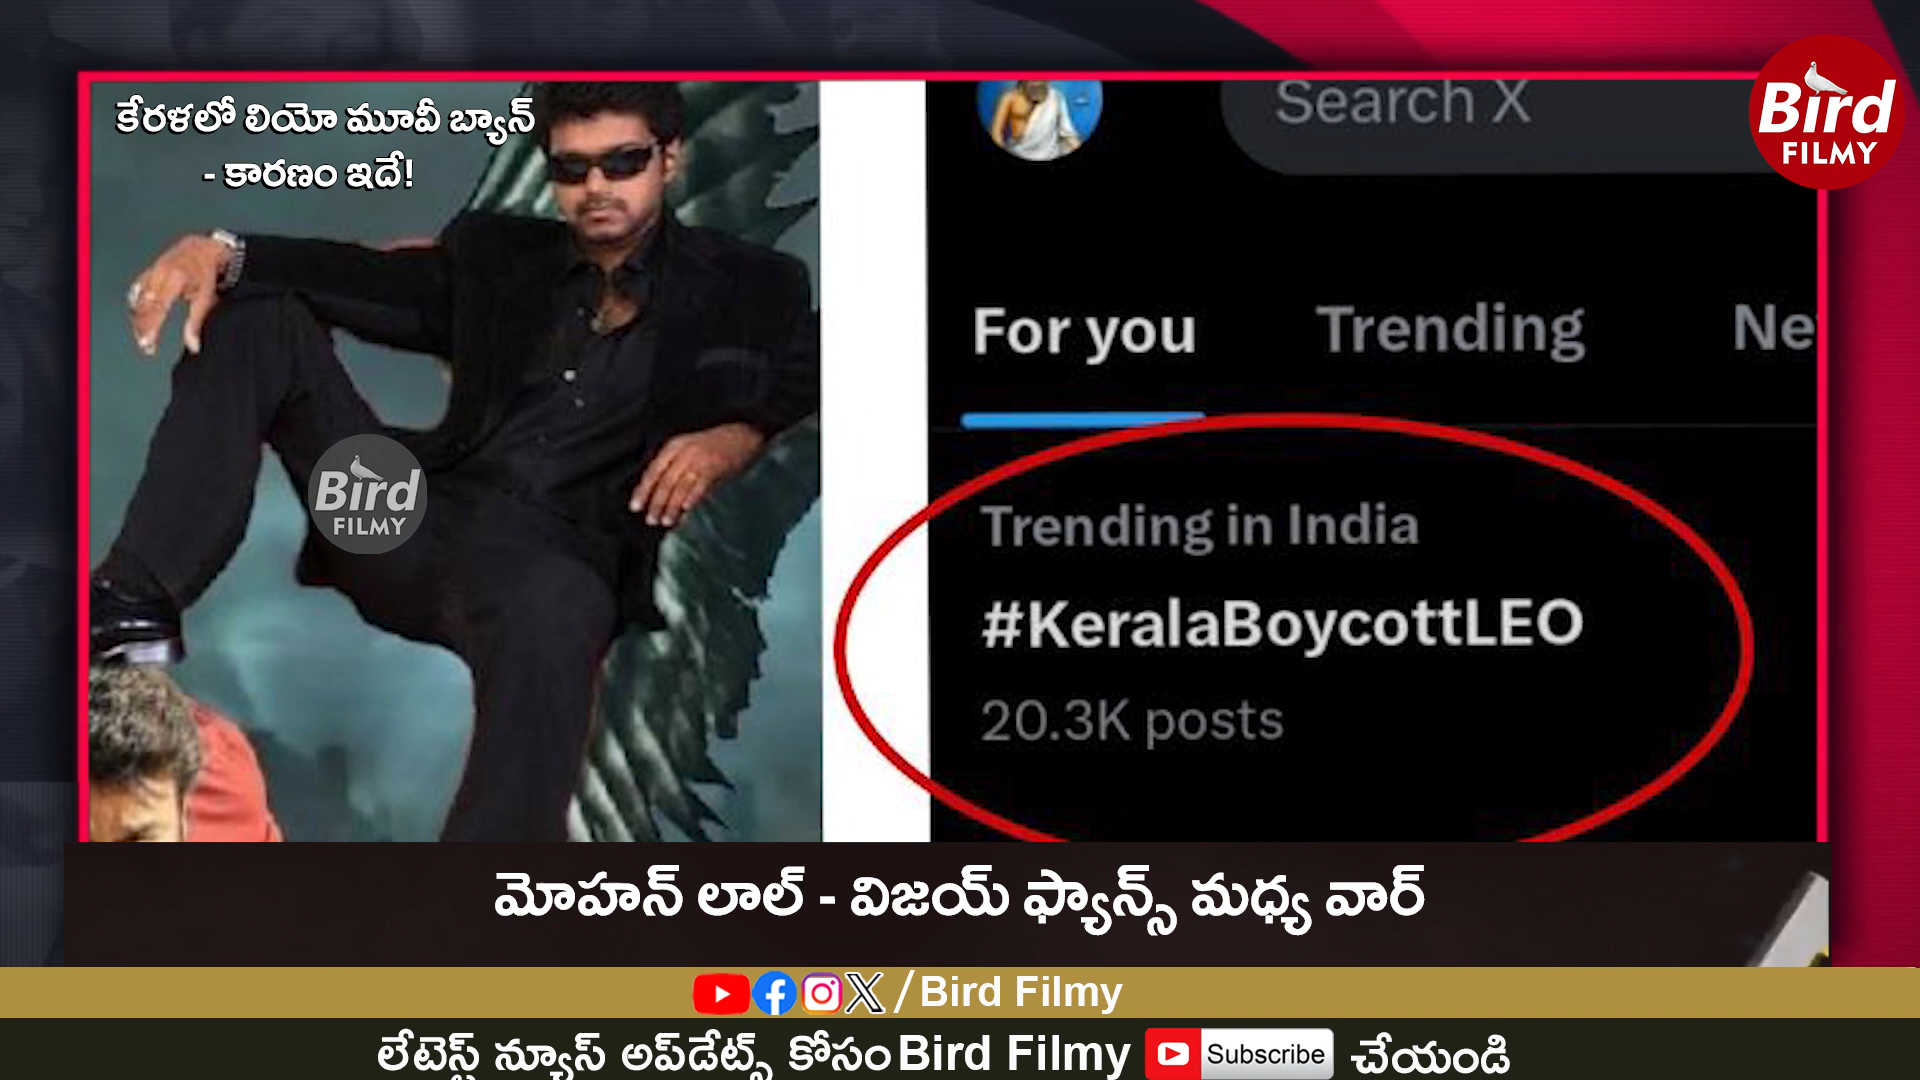 కేరళలో లియో మూవీ బ్యాన్
- కారణం ఇదే!
Bird
FILMY
Search X
For you Trending Ne
Trending in India
#KeralaBoycottLEO
20.3K posts
Bird
FILMY
మోహన్ లాల్ - విజయ్ ఫ్యాన్స్ మధ్య వార్
/Bird Filmy
లేటెస్ట్ న్యూస్ అప్‌డేట్స్ కోసం Bird Filmy Subscribe చేయండి